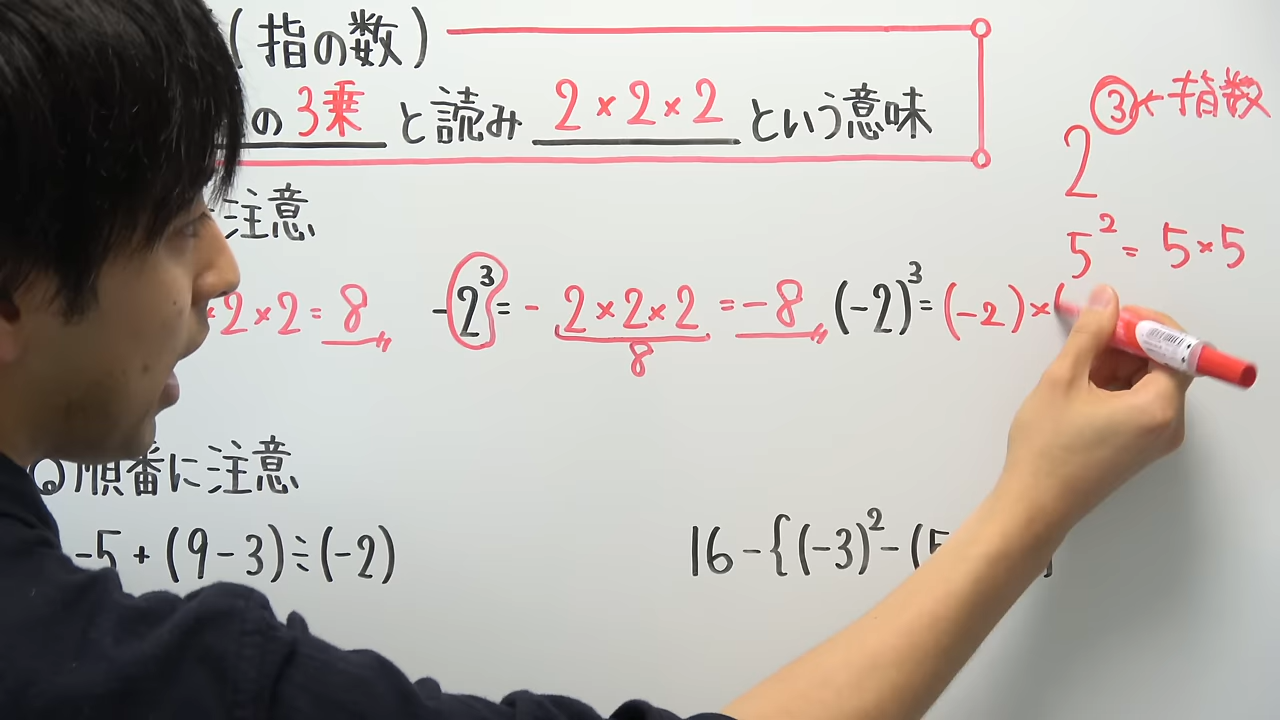 (指の数)
の3乗 と読み 2×2×2 という意味
2³←指数
注意
5² = 5×5
×2×2=8 -2³=-2×2×2=-8 (-2)³=(-2)×(
8
順番に注意
-5+(9-3)÷(-2) 16-{(-3)²-(5